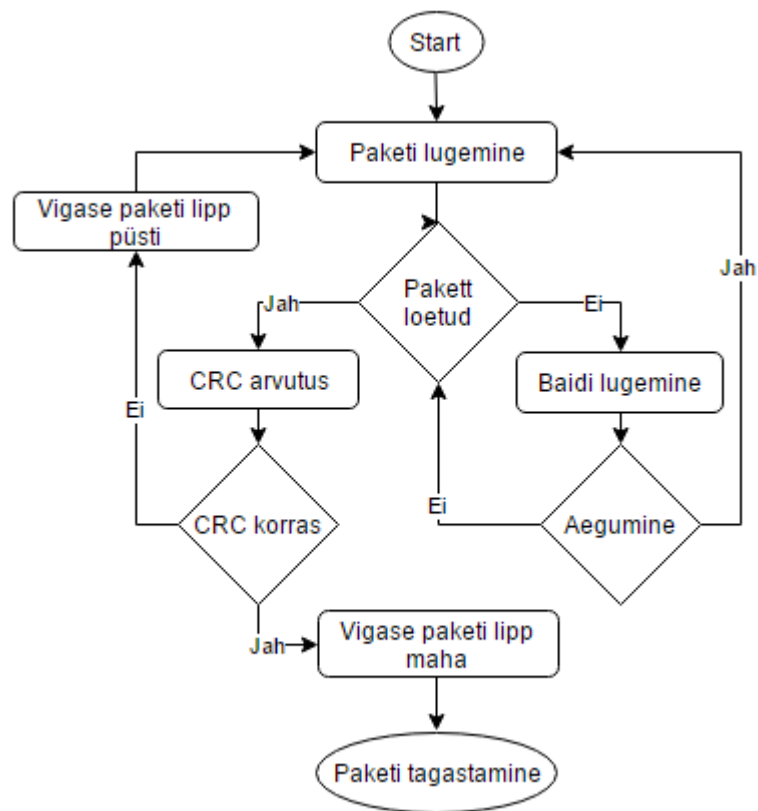 Start
Paketi lugemine
Vigase paketi lipp
püsti
Jah
Pakett
loetud
Jah
Ei
CRC arvutus
Baidi lugemine
Ei
Ei
CRC korras
Aegumine
Vigase paketi lipp
maha
Jah
Paketi tagastamine